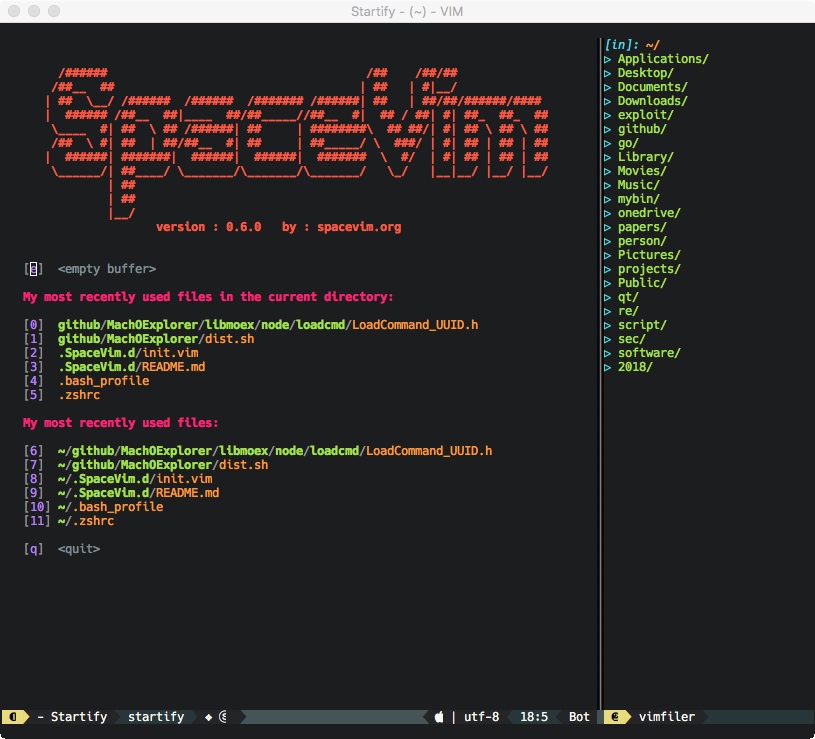 Startify - (~) - VIM
SpaceVim
version : 0.6.0   by : spacevim.org
[e]  <empty buffer>
My most recently used files in the current directory:
[0]  github/MachOExplorer/libmoex/node/loadcmd/LoadCommand_UUID.h
[1]  github/MachOExplorer/dist.sh
[2]  .SpaceVim.d/init.vim
[3]  .SpaceVim.d/README.md
[4]  .bash_profile
[5]  .zshrc
My most recently used files:
[6]  ~/github/MachOExplorer/libmoex/node/loadcmd/LoadCommand_UUID.h
[7]  ~/github/MachOExplorer/dist.sh
[8]  ~/.SpaceVim.d/init.vim
[9]  ~/.SpaceVim.d/README.md
[10] ~/.bash_profile
[11] ~/.zshrc
[q]  <quit>
[in]: ~/
▷ Applications/
▷ Desktop/
▷ Documents/
▷ Downloads/
▷ exploit/
▷ github/
▷ go/
▷ Library/
▷ Movies/
▷ Music/
▷ mybin/
▷ onedrive/
▷ papers/
▷ person/
▷ Pictures/
▷ projects/
▷ Public/
▷ qt/
▷ re/
▷ script/
▷ sec/
▷ software/
▷ 2018/
❶ - Startify  startify  ◆ Ⓢ  | utf-8  18:5  Bot
❷ vimfiler